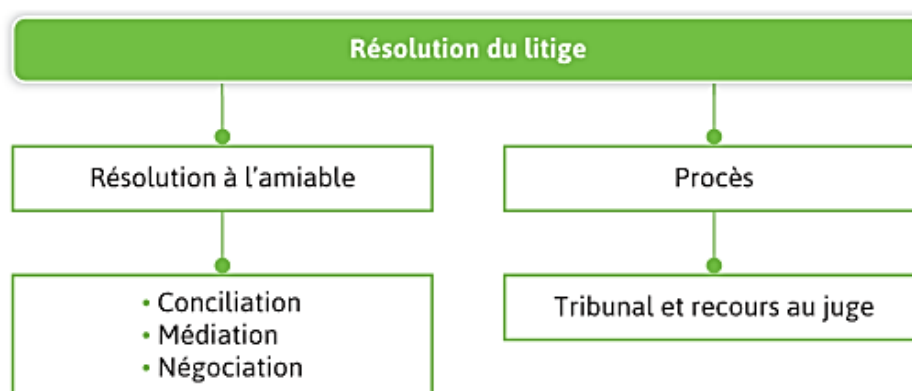 Résolution du litige
Résolution à l'amiable
Procès
• Conciliation
• Médiation
• Négociation
Tribunal et recours au juge